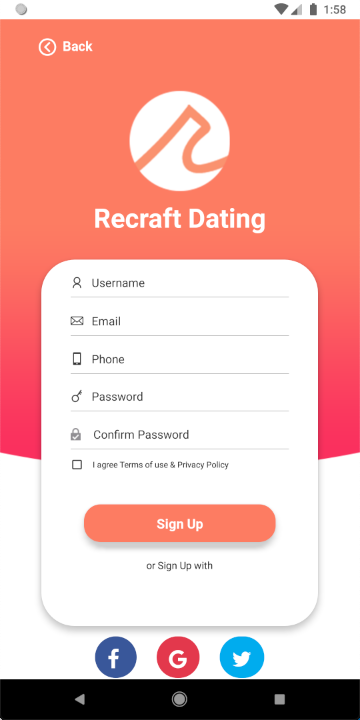 1:58
Back
Recraft Dating
Username
Email
Phone
Password
Confirm Password
I agree Terms of use & Privacy Policy
Sign Up
or Sign Up with